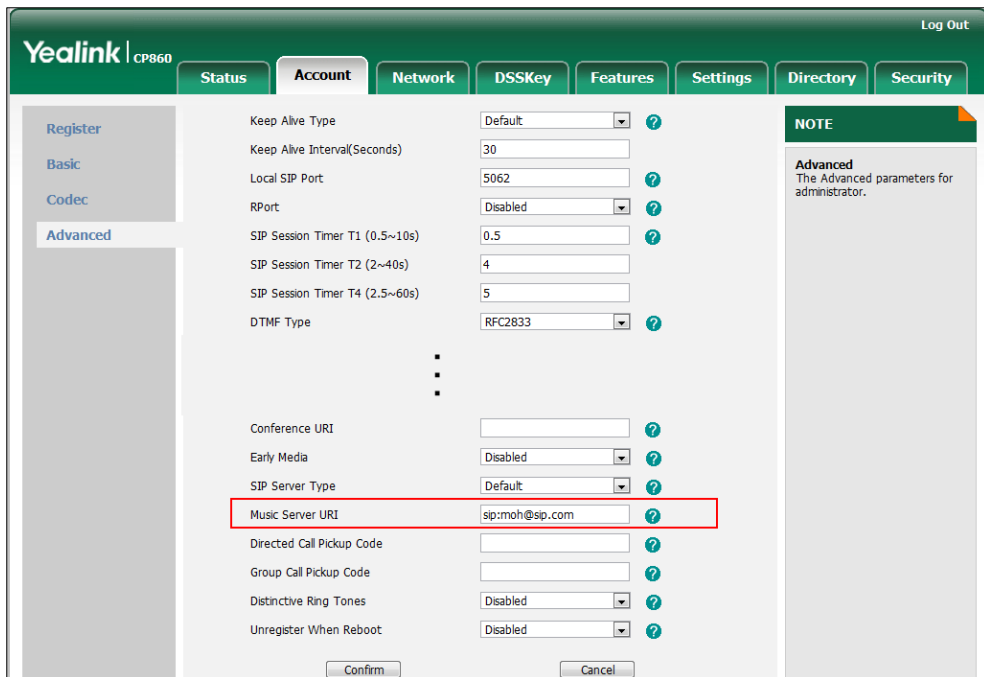 Log Out
Yealink CP860
Status Account Network DSSKey Features Settings Directory Security
Register
Basic
Codec
Advanced
Keep Alive Type Default ?
Keep Alive Interval(Seconds) 30
Local SIP Port 5062 ?
RPort Disabled ?
SIP Session Timer T1 (0.5~10s) 0.5 ?
SIP Session Timer T2 (2~40s) 4
SIP Session Timer T4 (2.5~60s) 5
DTMF Type RFC2833 ?
Conference URI ?
Early Media Disabled ?
SIP Server Type Default ?
Music Server URI sip:moh@sip.com ?
Directed Call Pickup Code ?
Group Call Pickup Code ?
Distinctive Ring Tones Disabled ?
Unregister When Reboot Disabled ?
Confirm Cancel
NOTE
Advanced
The Advanced parameters for
administrator.